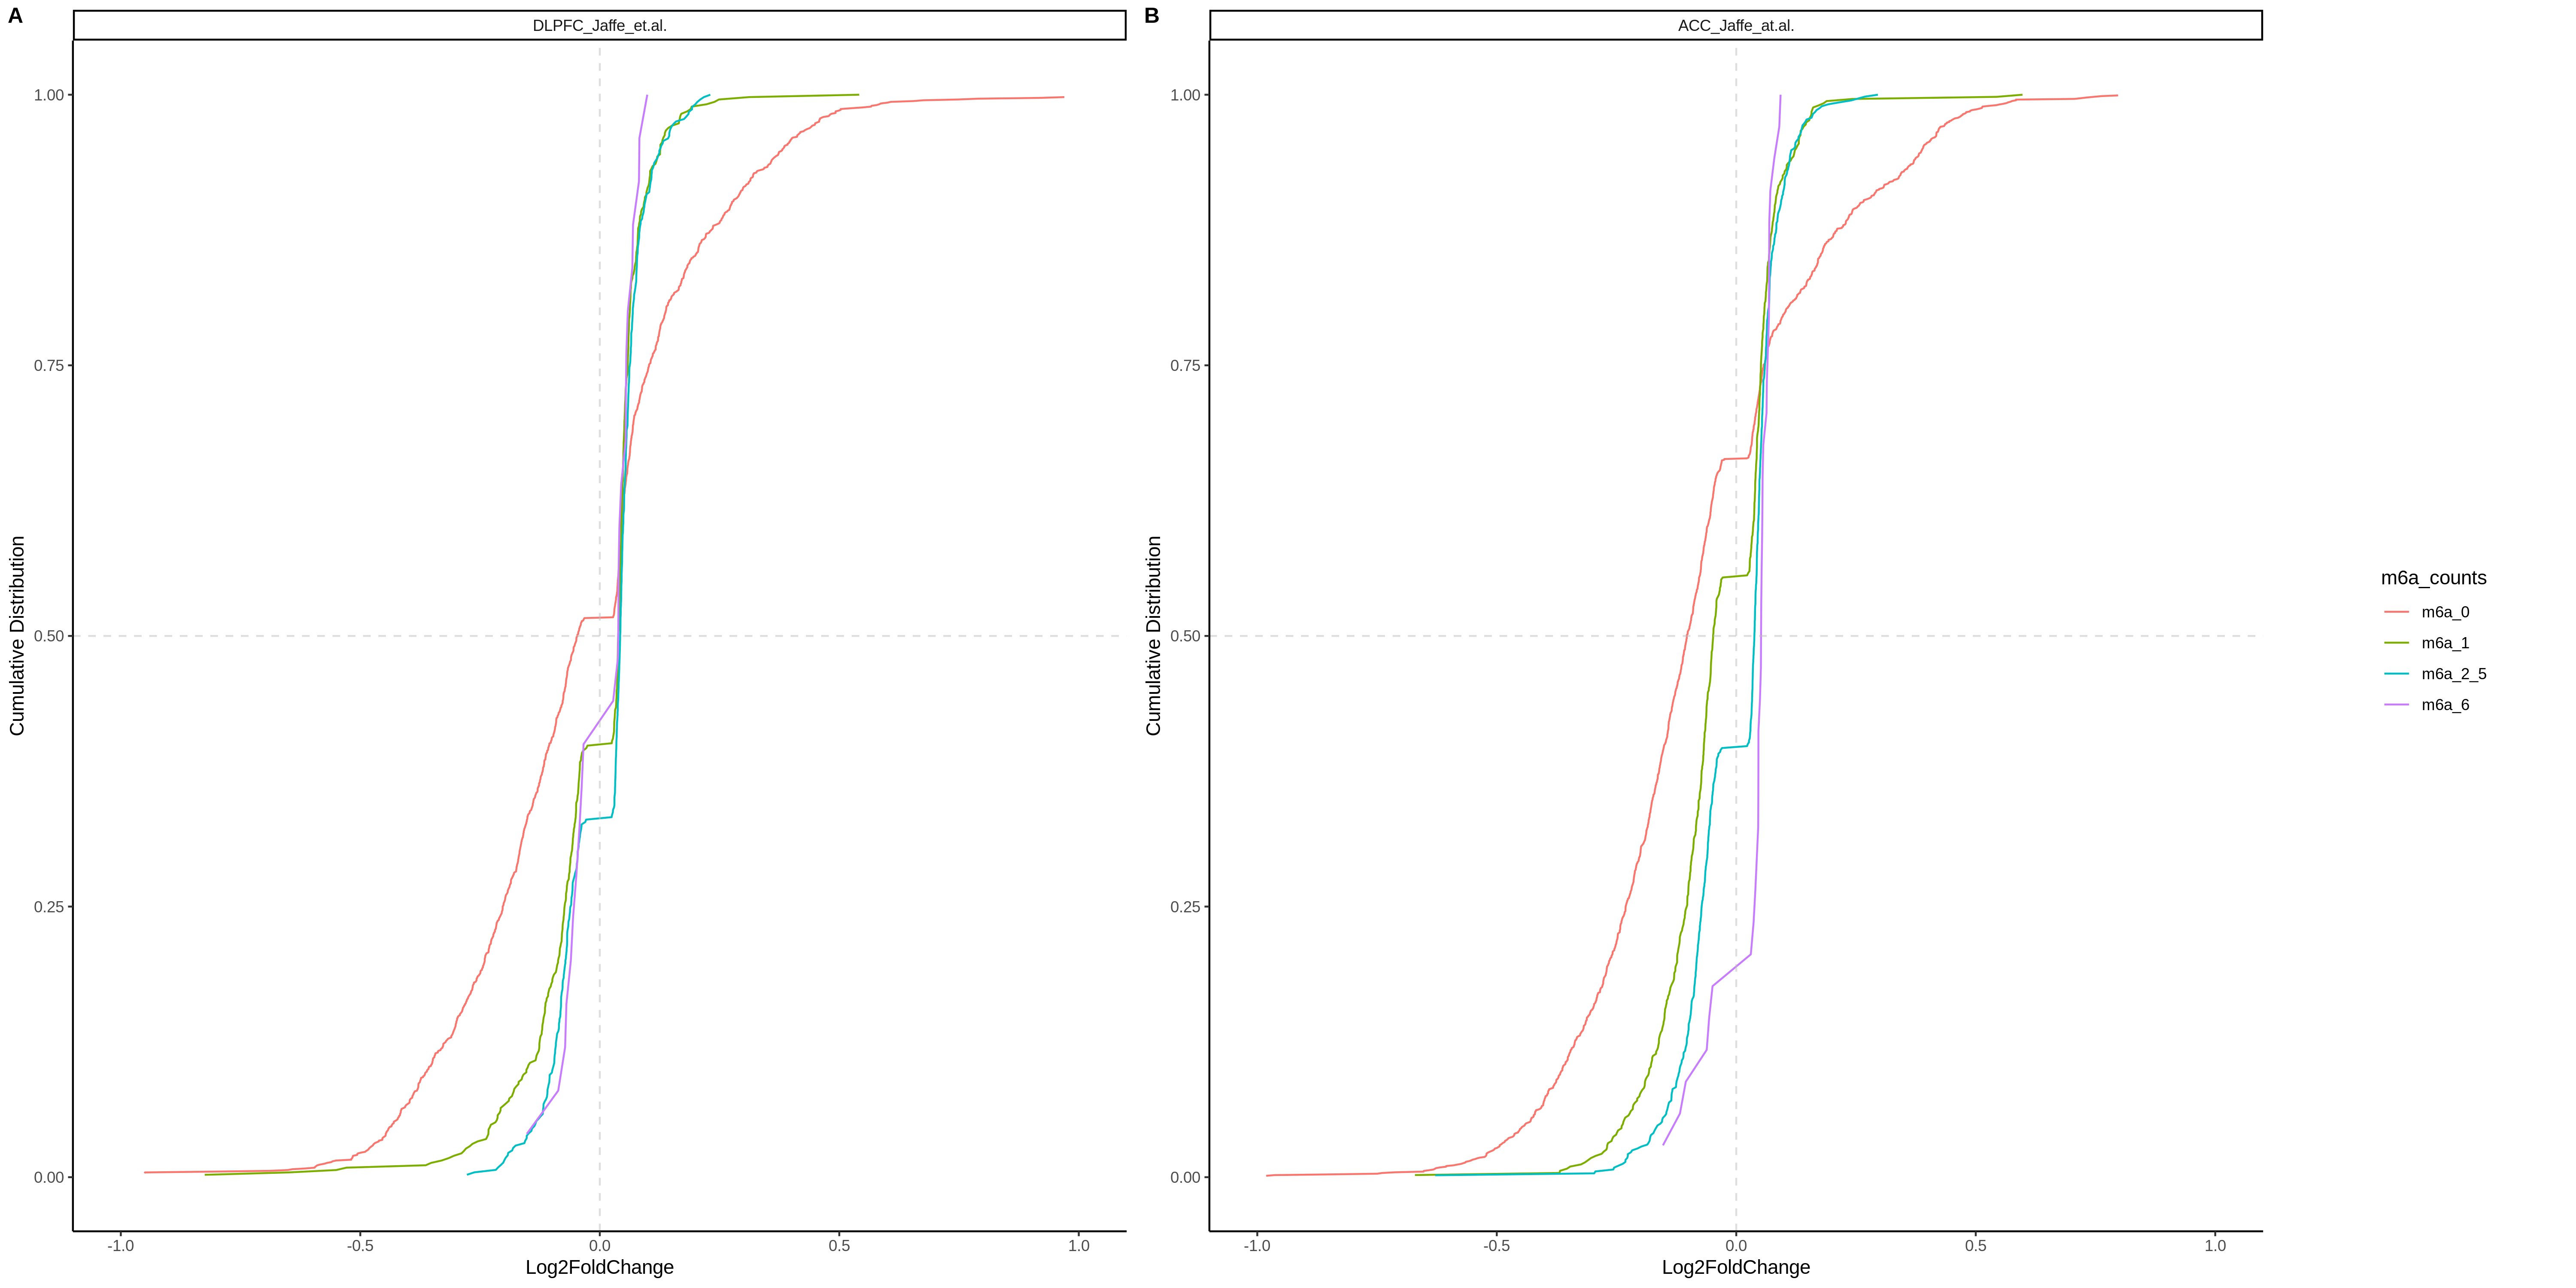 A
DLPFC_Jaffe_et.al.
Cumulative Distribution
1.00
0.75
0.50
0.25
0.00
-1.0
-0.5
0.0
0.5
1.0
Log2FoldChange
B
ACC_Jaffe_at.al.
Cumulative Distribution
1.00
0.75
0.50
0.25
0.00
-1.0
-0.5
0.0
0.5
1.0
Log2FoldChange
m6a_counts
m6a_0
m6a_1
m6a_2_5
m6a_6